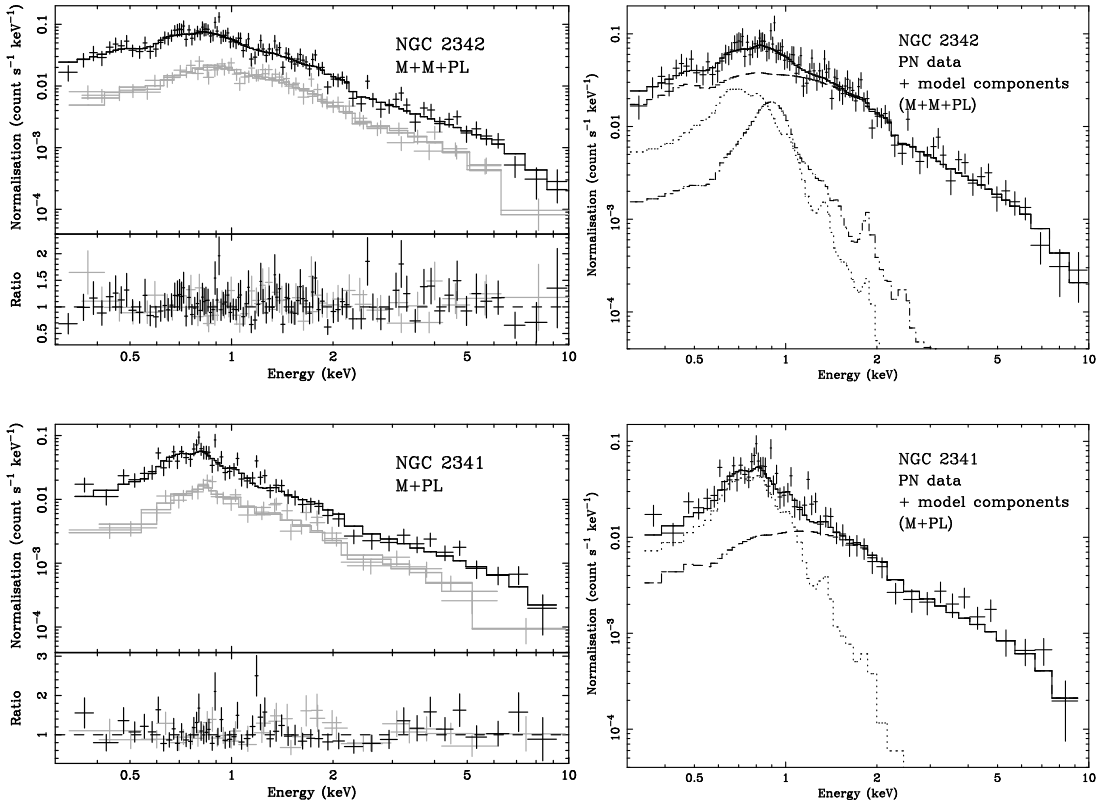 NGC 2342
M+M+PL
Normalisation (count s⁻¹ keV⁻¹)
0.1
0.01
10⁻³
10⁻⁴
Ratio
2
1.5
1
0.5
0.5
1
2
5
10
Energy (keV)
NGC 2342
PN data
+ model components
(M+M+PL)
Normalisation (count s⁻¹ keV⁻¹)
0.1
0.01
10⁻³
10⁻⁴
0.5
1
2
5
10
Energy (keV)
NGC 2341
M+PL
Normalisation (count s⁻¹ keV⁻¹)
0.1
0.01
10⁻³
10⁻⁴
Ratio
3
2
1
0.5
1
2
5
10
Energy (keV)
NGC 2341
PN data
+ model components
(M+PL)
Normalisation (count s⁻¹ keV⁻¹)
0.1
0.01
10⁻³
10⁻⁴
0.5
1
2
5
10
Energy (keV)